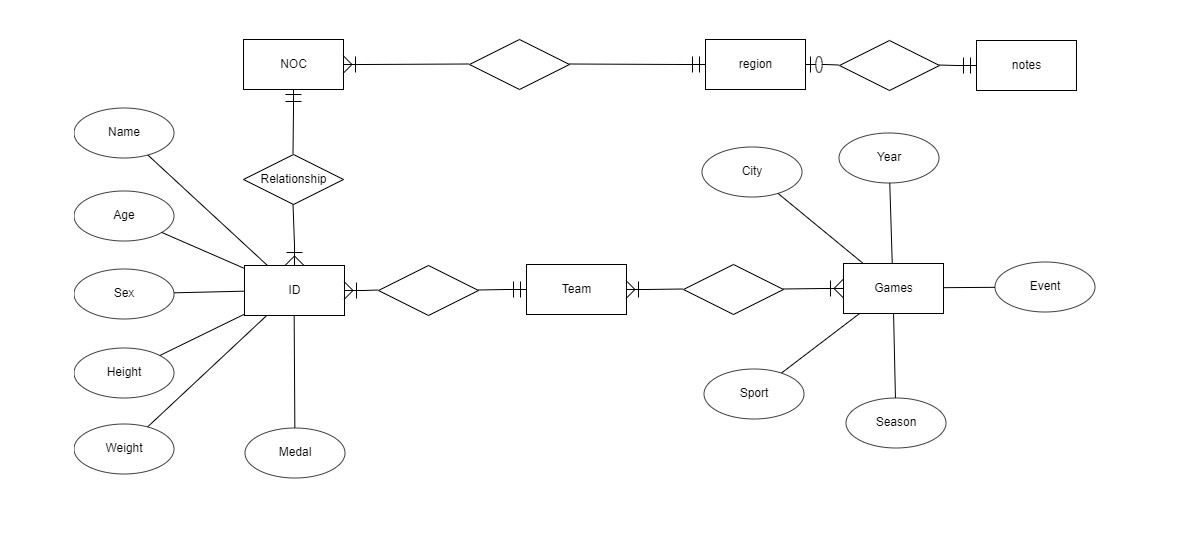 NOC
region
notes
Name
Relationship
City
Year
Age
Sex
ID
Team
Games
Event
Height
Weight
Medal
Sport
Season